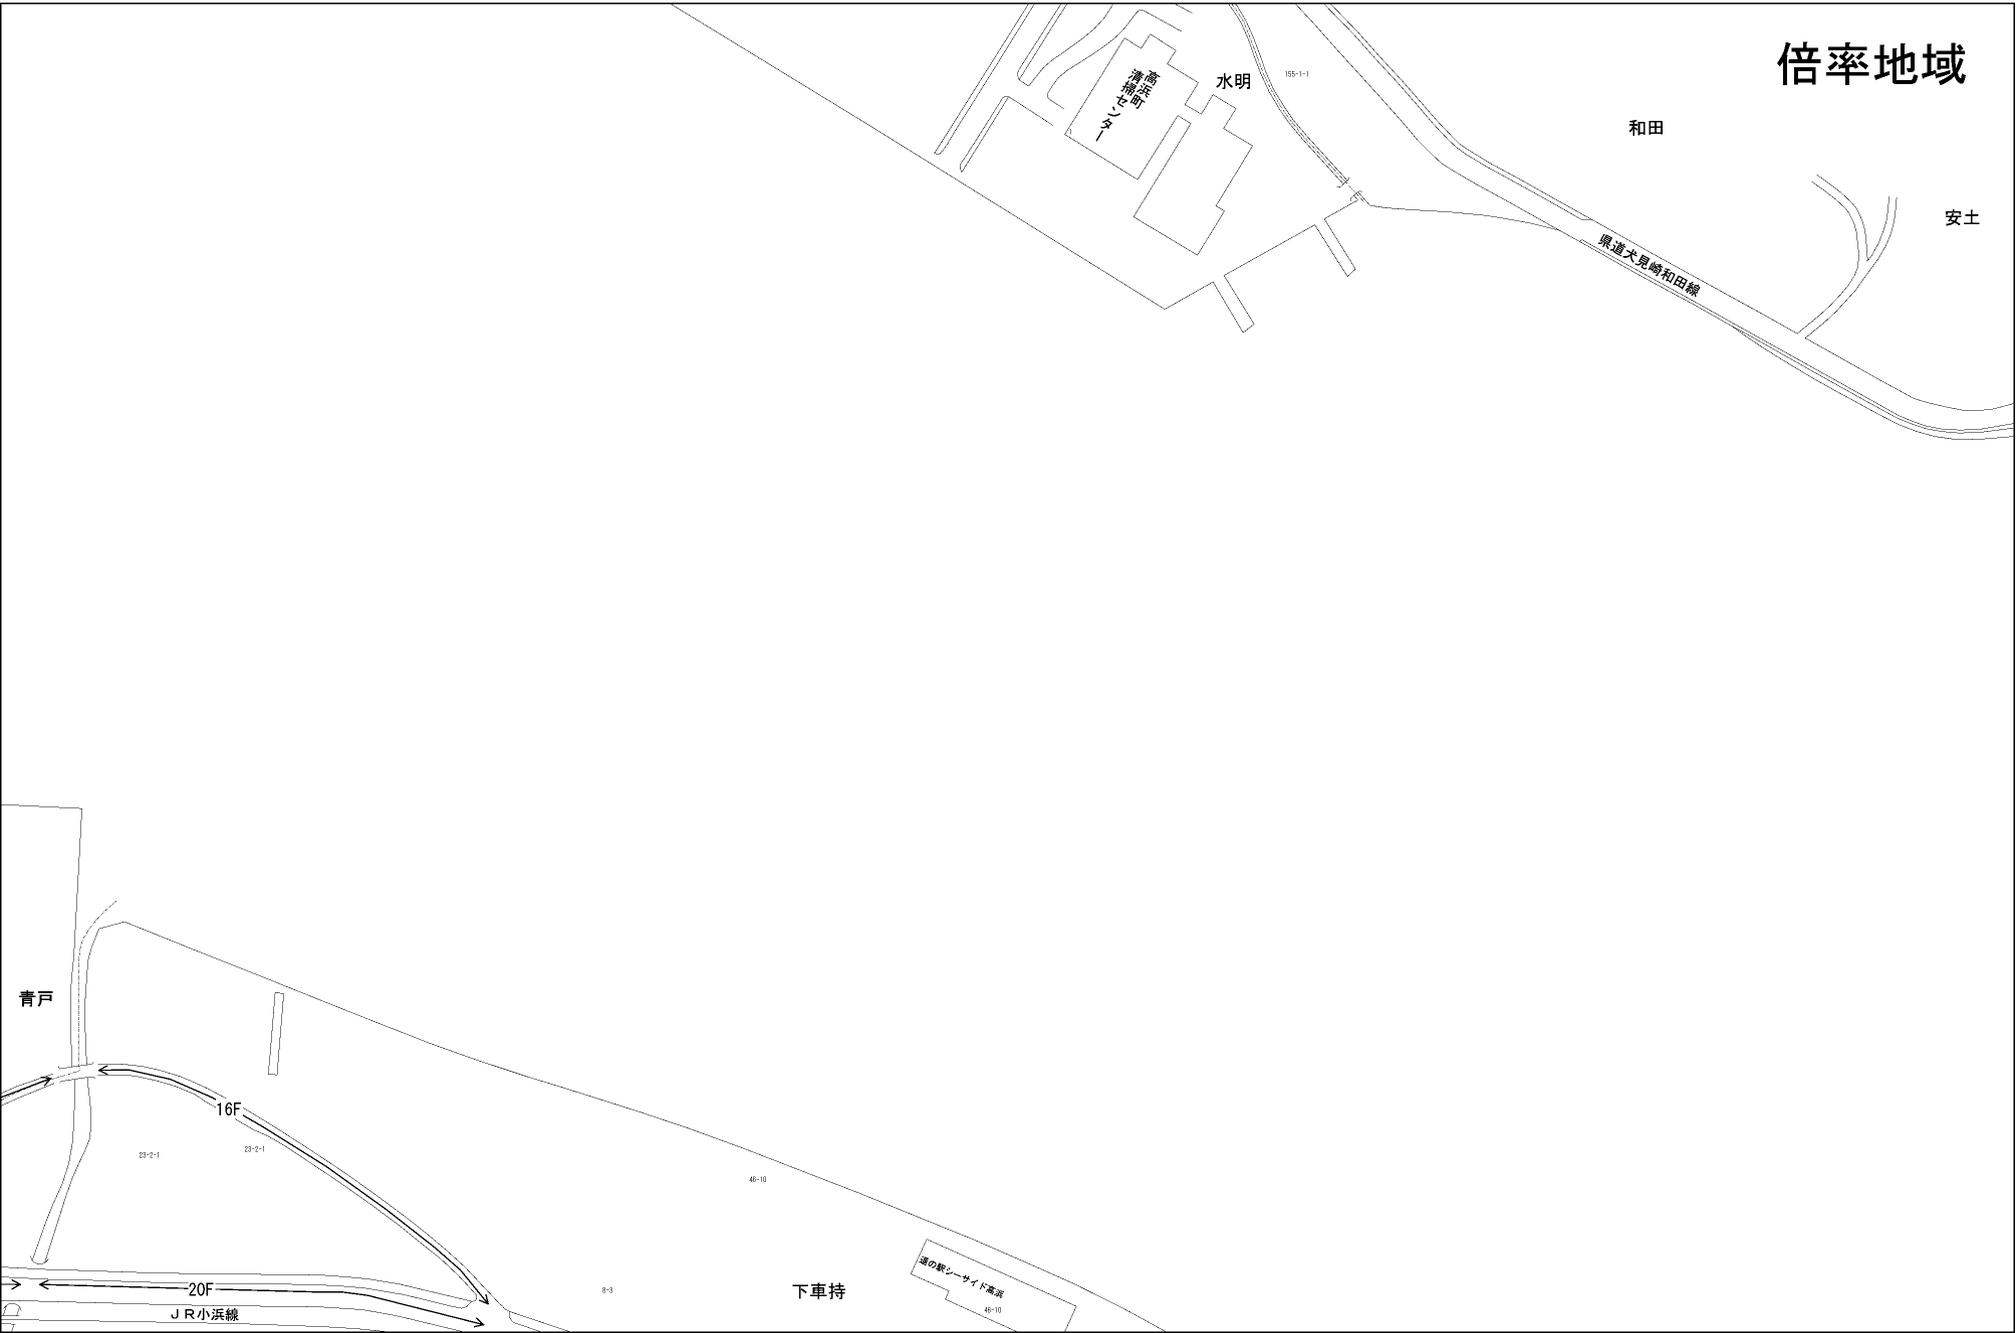 倍率地域
高浜町
清掃センター
水明
155-1-1
和田
安土
県道犬見崎和田線
青戸
16F
23-2-1
23-2-1
46-10
20F
JR小浜線
8-3
下車持
道の駅シーサイド高浜
46-10